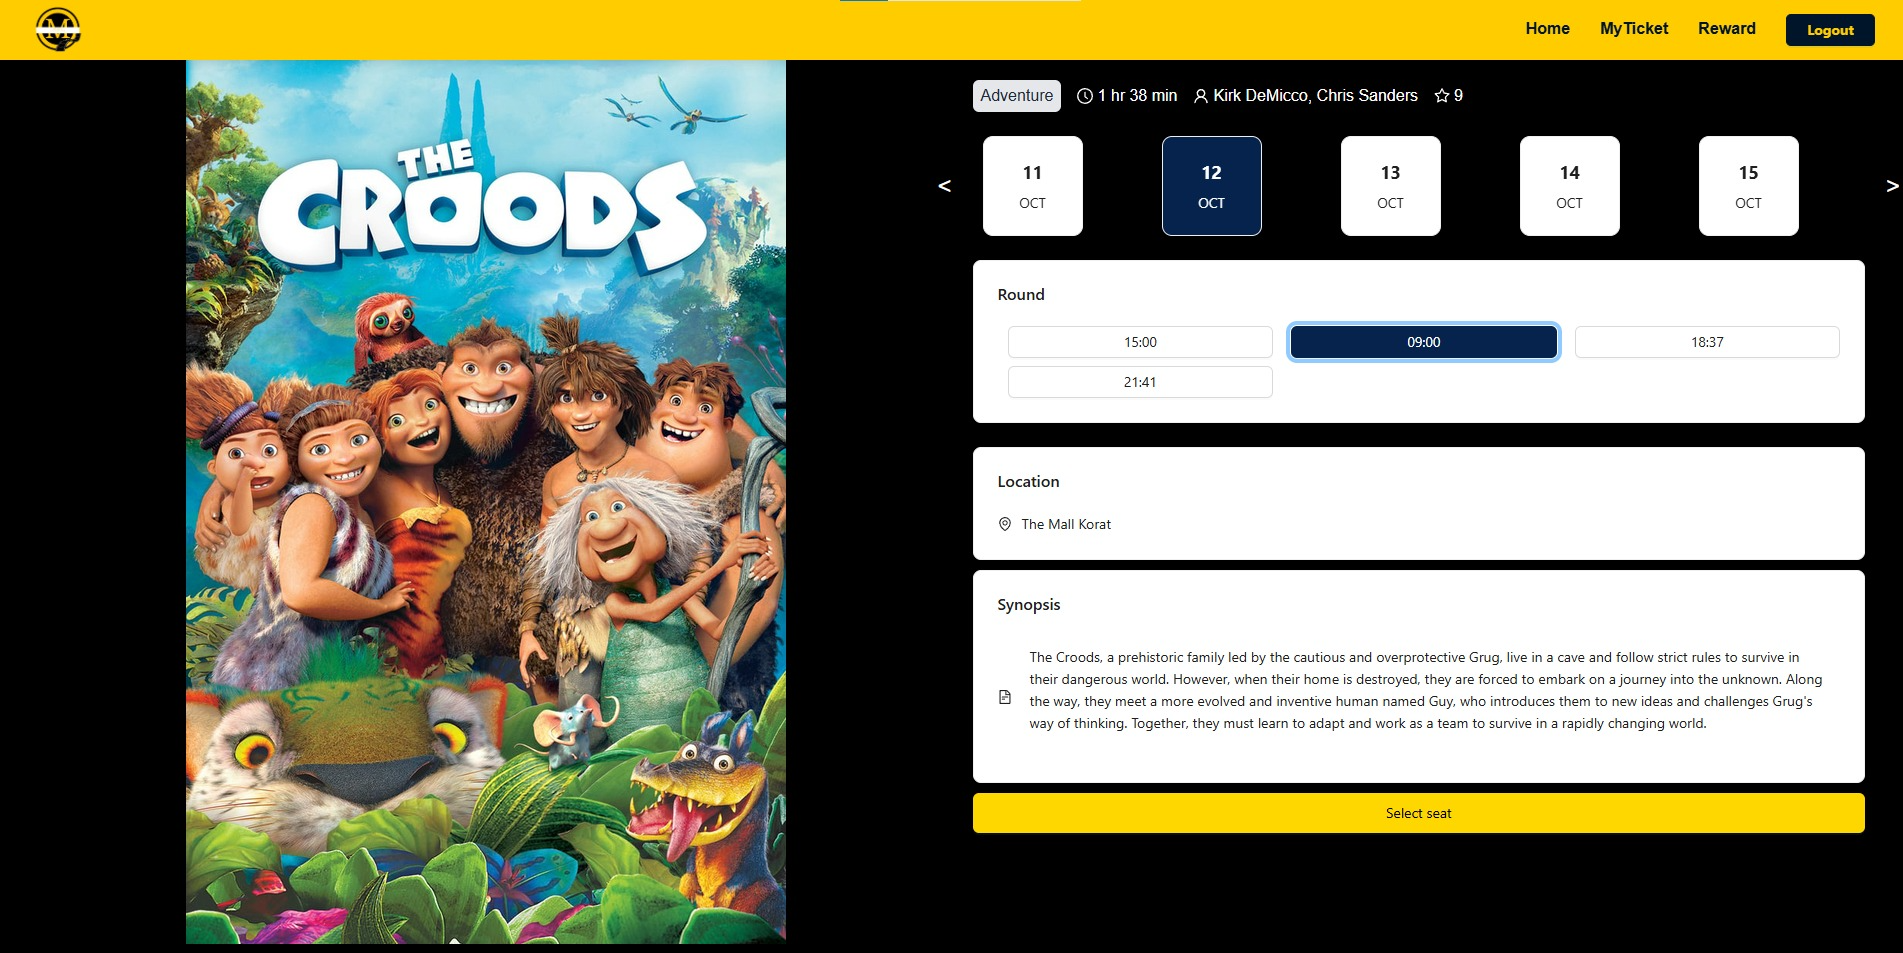 M
Home
MyTicket
Reward
Logout
THE
CROODS
Adventure
1 hr 38 min
Kirk DeMicco, Chris Sanders
9
<
11
OCT
12
OCT
13
OCT
14
OCT
15
OCT
>
Round
15:00
09:00
18:37
21:41
Location
The Mall Korat
Synopsis
The Croods, a prehistoric family led by the cautious and overprotective Grug, live in a cave and follow strict rules to survive in
their dangerous world. However, when their home is destroyed, they are forced to embark on a journey into the unknown. Along
the way, they meet a more evolved and inventive human named Guy, who introduces them to new ideas and challenges Grug's
way of thinking. Together, they must learn to adapt and work as a team to survive in a rapidly changing world.
Select seat